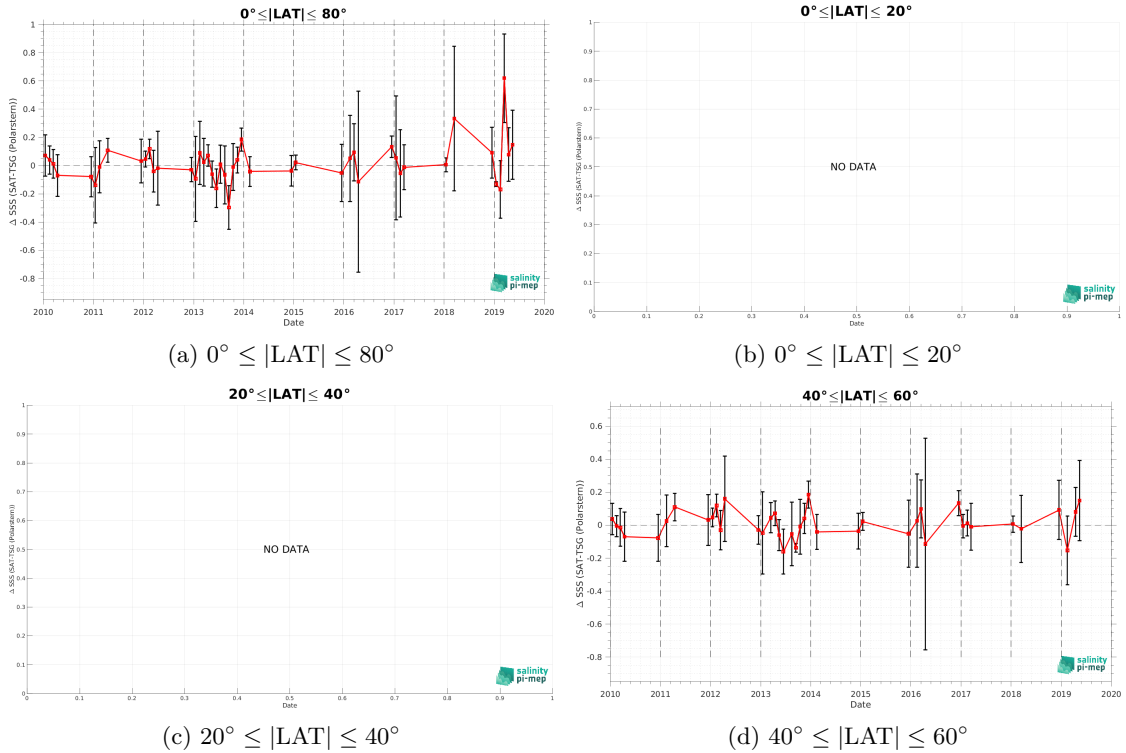 0°≤|LAT|≤ 80°
Δ SSS (SAT-TSG (Polarstern))
1
0.8
0.6
0.4
0.2
0
-0.2
-0.4
-0.6
-0.8
2010 2011 2012 2013 2014 2015 2016 2017 2018 2019 2020
Date
salinity
pi-mep
(a) 0° ≤ |LAT| ≤ 80°
0°≤|LAT|≤ 20°
Δ SSS (SAT-TSG (Polarstern))
1
0.9
0.8
0.7
0.6
0.5
0.4
0.3
0.2
0.1
0
NO DATA
0 0.1 0.2 0.3 0.4 0.5 0.6 0.7 0.8 0.9 1
Date
salinity
pi-mep
(b) 0° ≤ |LAT| ≤ 20°
20°≤|LAT|≤ 40°
Δ SSS (SAT-TSG (Polarstern))
1
0.9
0.8
0.7
0.6
0.5
0.4
0.3
0.2
0.1
0
NO DATA
0 0.1 0.2 0.3 0.4 0.5 0.6 0.7 0.8 0.9 1
Date
salinity
pi-mep
(c) 20° ≤ |LAT| ≤ 40°
40°≤|LAT|≤ 60°
Δ SSS (SAT-TSG (Polarstern))
0.6
0.4
0.2
0
-0.2
-0.4
-0.6
-0.8
2010 2011 2012 2013 2014 2015 2016 2017 2018 2019 2020
Date
salinity
pi-mep
(d) 40° ≤ |LAT| ≤ 60°